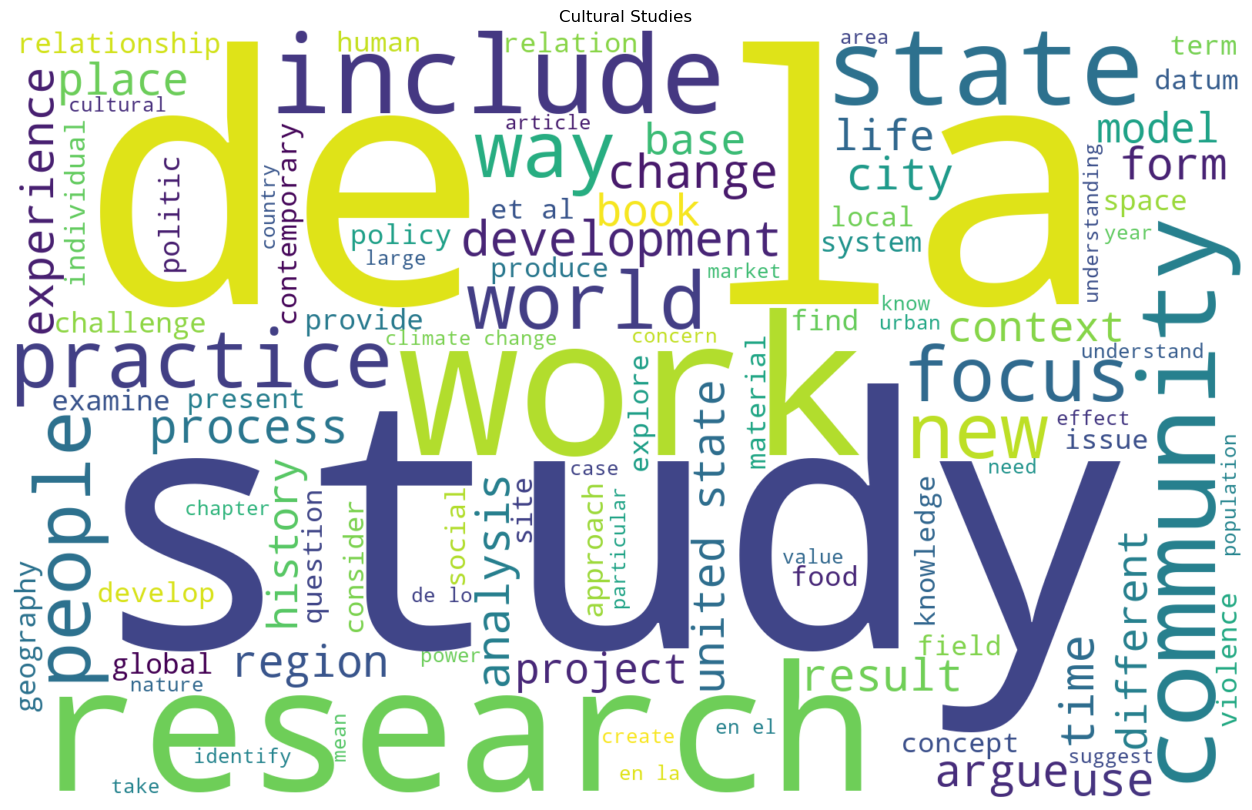 Cultural Studies
relationship
human
relation
area
term
include
state
de la
place
datum
cultural
experience
individual
politic
country
contemporary
article
way
base
life
model
change
city
form
et al
book
local
space
understanding
policy
development
system
year
large
produce
market
world
challenge
provide
know
find
urban
context
climate change
concern
community
practice
work
focus
understand
examine
present
explore
material
new
effect
process
issue
people
study
case
need
history
question
chapter
consider
social
analysis
site
approach
particular
united state
value
food
knowledge
different
population
geography
develop
de lo
field
violence
global
region
power
project
result
time
nature
research
mean
identify
take
create
en el
en la
concept
suggest
argue
use